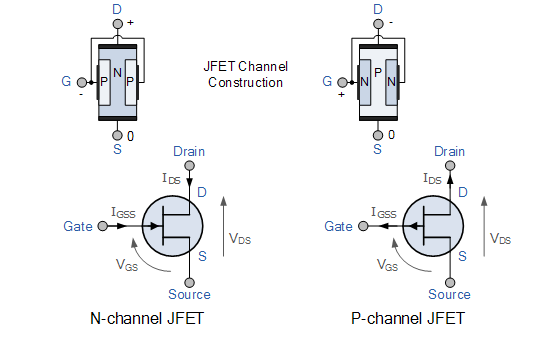 D
+
P
N
P
G
-
0
S
JFET Channel
Construction
D
-
P
N
N
G
+
0
S
Drain
IDS
D
Gate
IGSS
VDS
VGS
S
Source
N-channel JFET
Drain
IDS
D
Gate
IGSS
VDS
VGS
S
Source
P-channel JFET